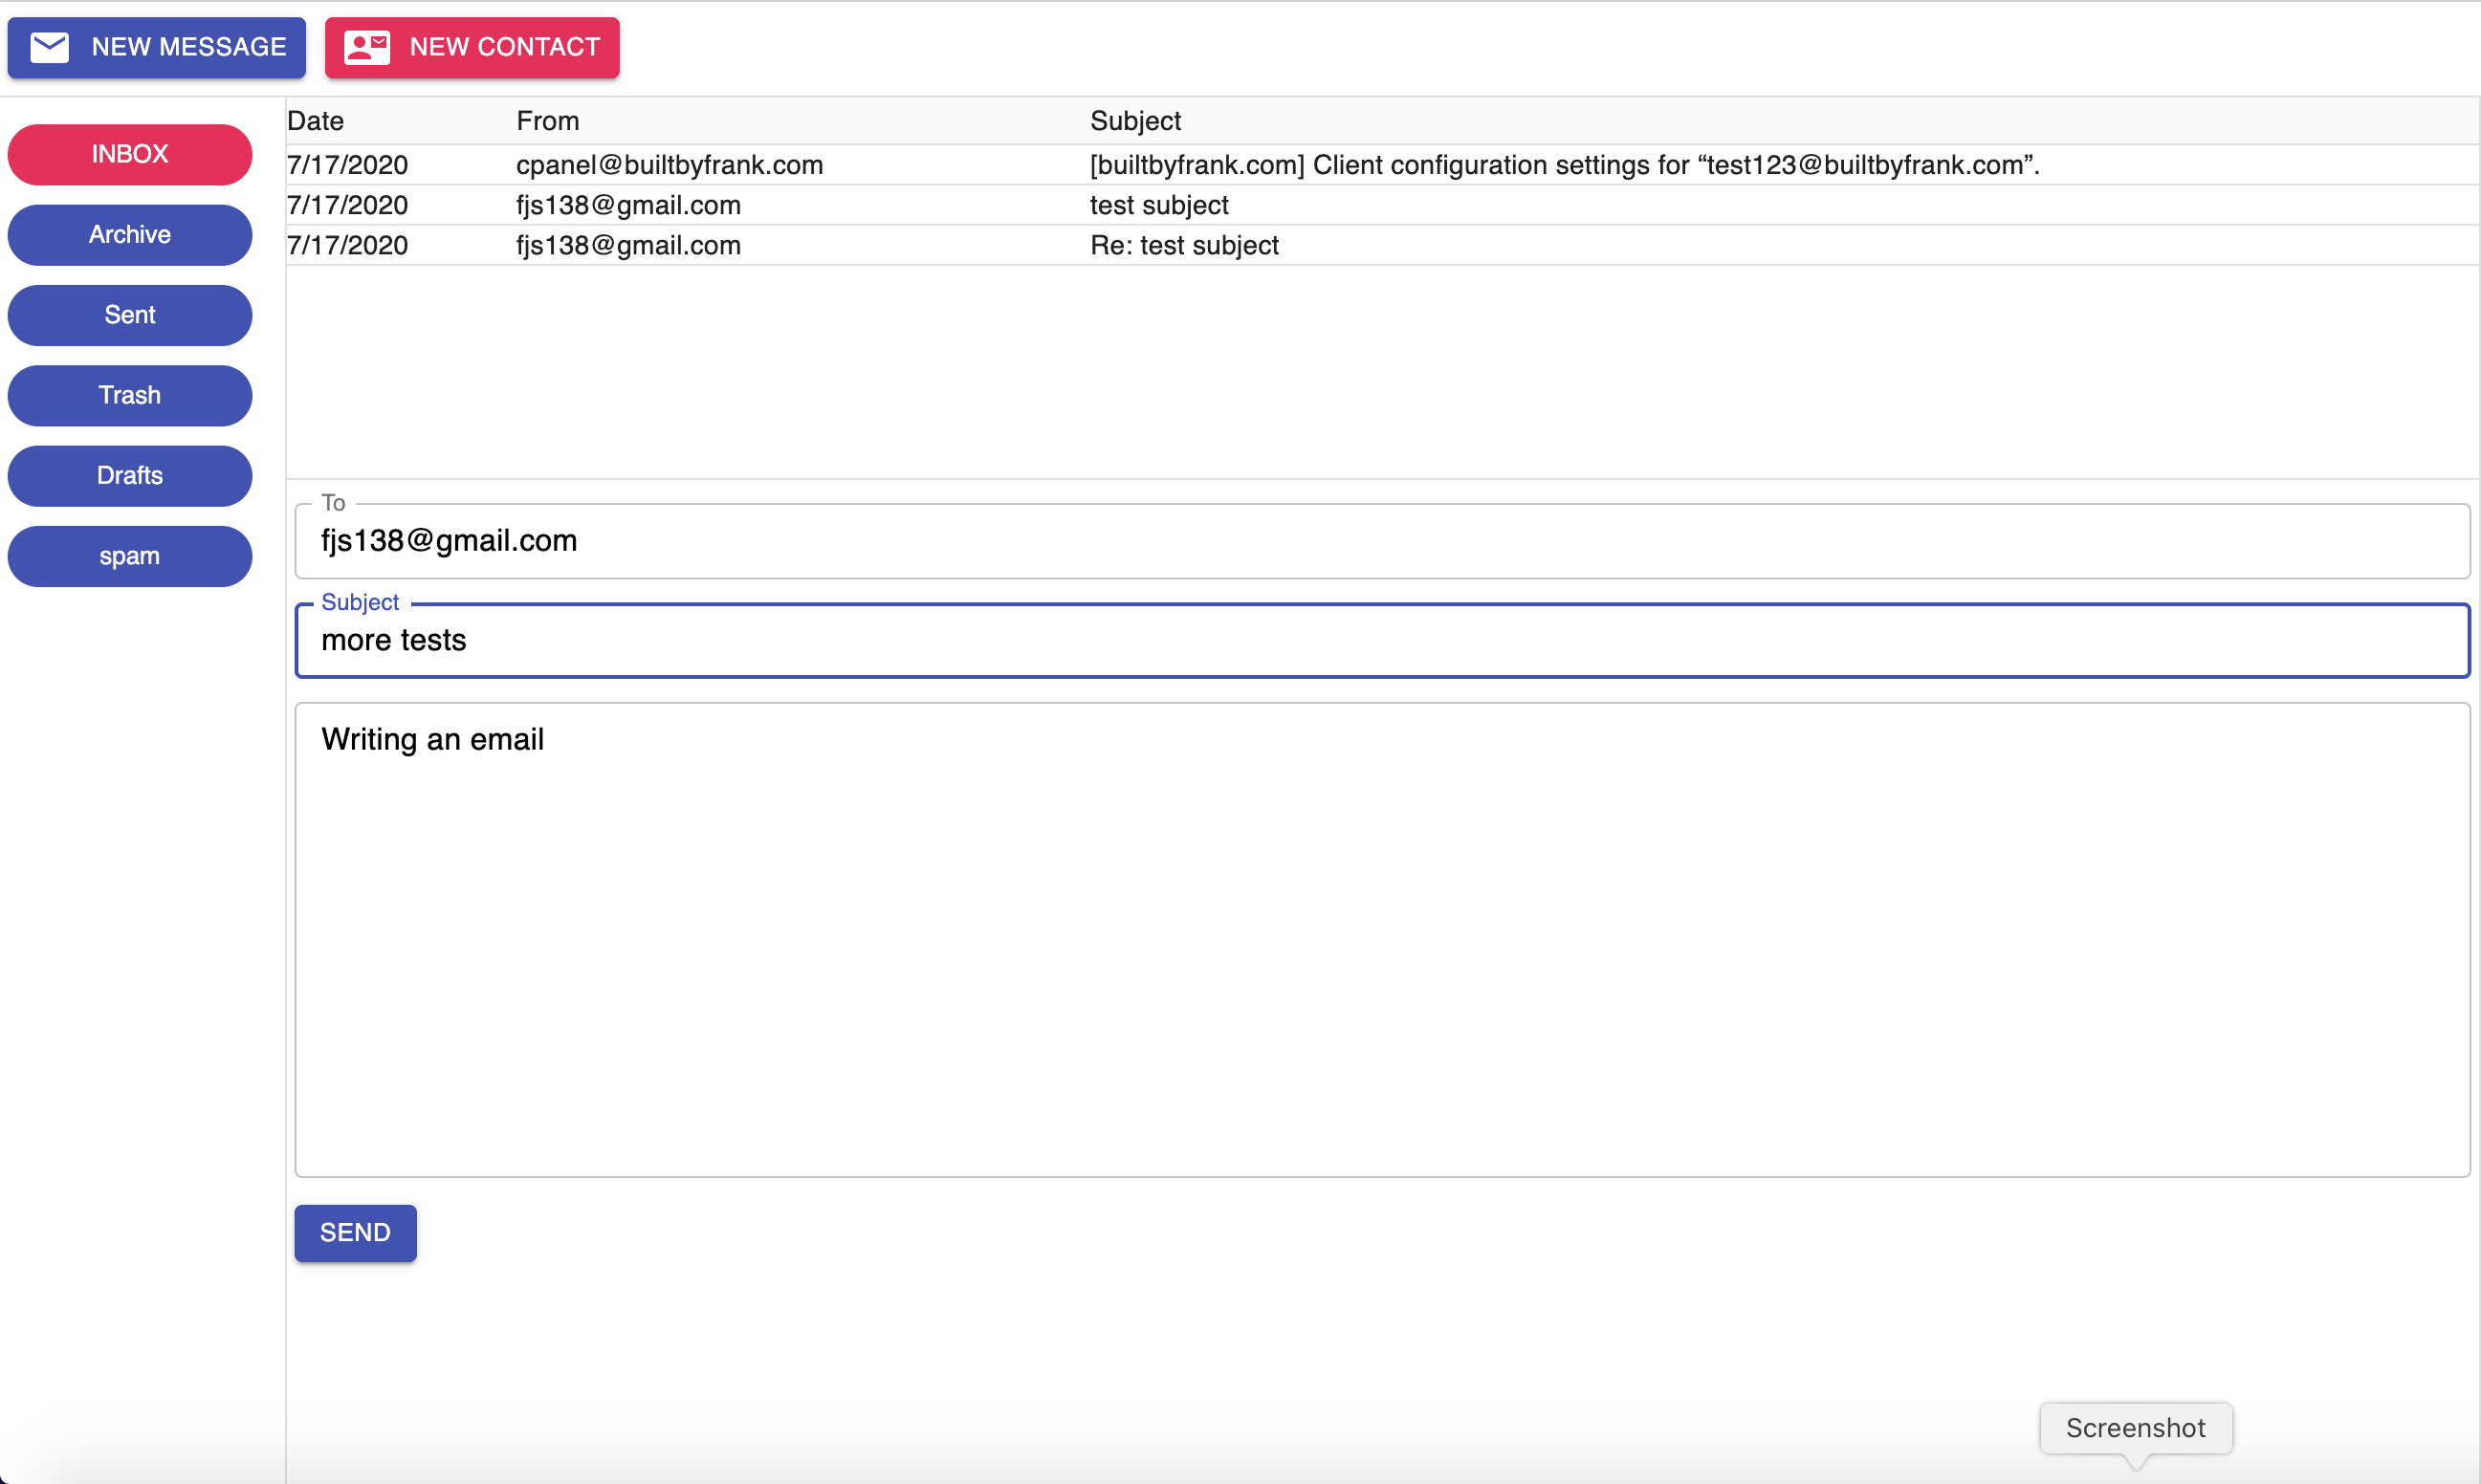 NEW MESSAGE NEW CONTACT
INBOX
Archive
Sent
Trash
Drafts
spam
Date From Subject
7/17/2020 cpanel@builtbyfrank.com [builtbyfrank.com] Client configuration settings for “test123@builtbyfrank.com”.
7/17/2020 fjs138@gmail.com test subject
7/17/2020 fjs138@gmail.com Re: test subject
To
fjs138@gmail.com
Subject
more tests
Writing an email
SEND
Screenshot